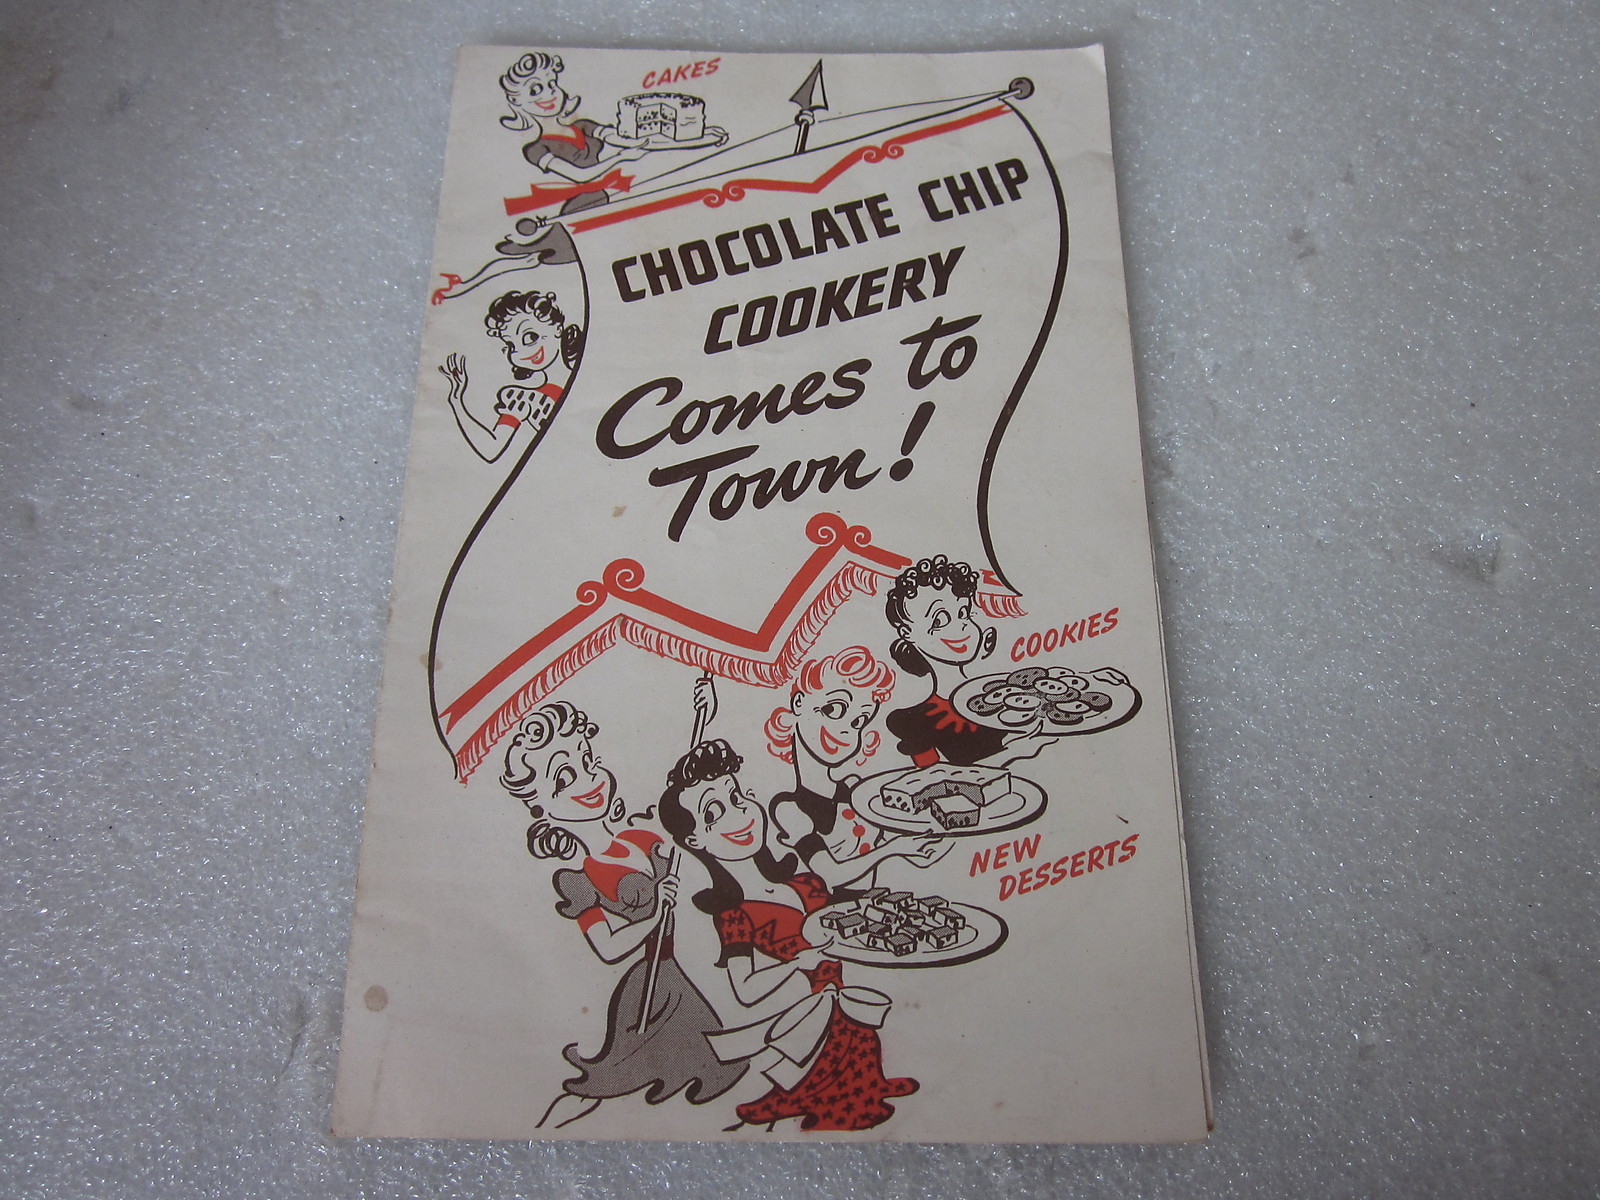 CAKES
CHOCOLATE CHIP
COOKERY
Comes to
Town!
COOKIES
NEW
DESSERTS